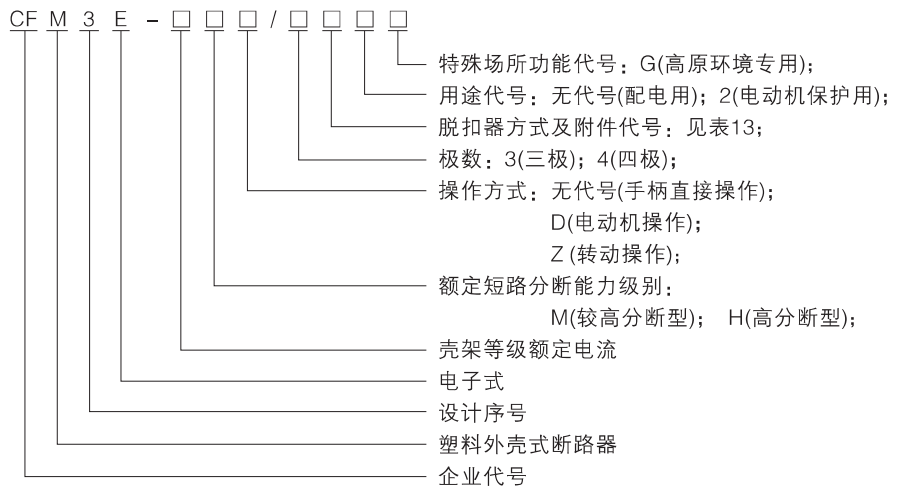 CF M 3 E - □ □ □ / □ □ □ □
特殊场所功能代号：G(高原环境专用)；
用途代号：无代号(配电用)；2(电动机保护用)；
脱扣器方式及附件代号：见表13；
极数：3(三极)；4(四极)；
操作方式：无代号(手柄直接操作)；
D(电动机操作)；
Z(转动操作)；
额定短路分断能力级别：
M(较高分断型)； H(高分断型)；
壳架等级额定电流
电子式
设计序号
塑料外壳式断路器
企业代号